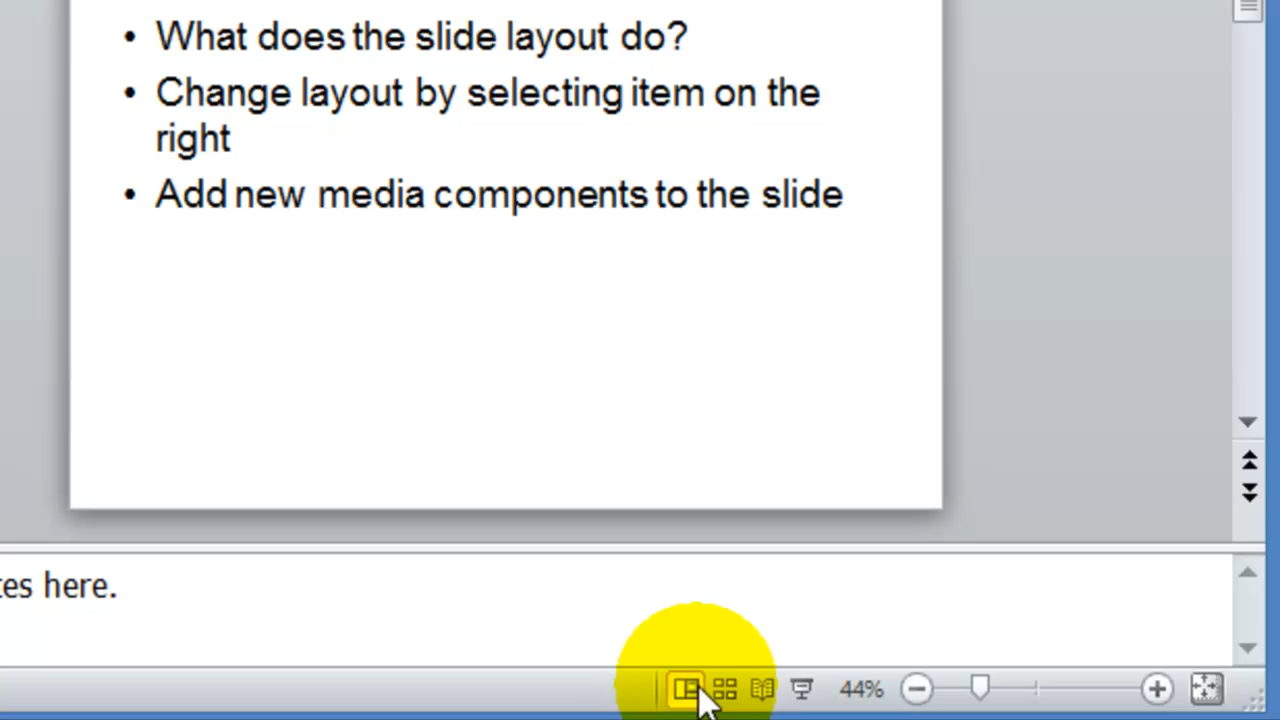 • What does the slide layout do?
• Change layout by selecting item on the
right
• Add new media components to the slide
tes here.
44%